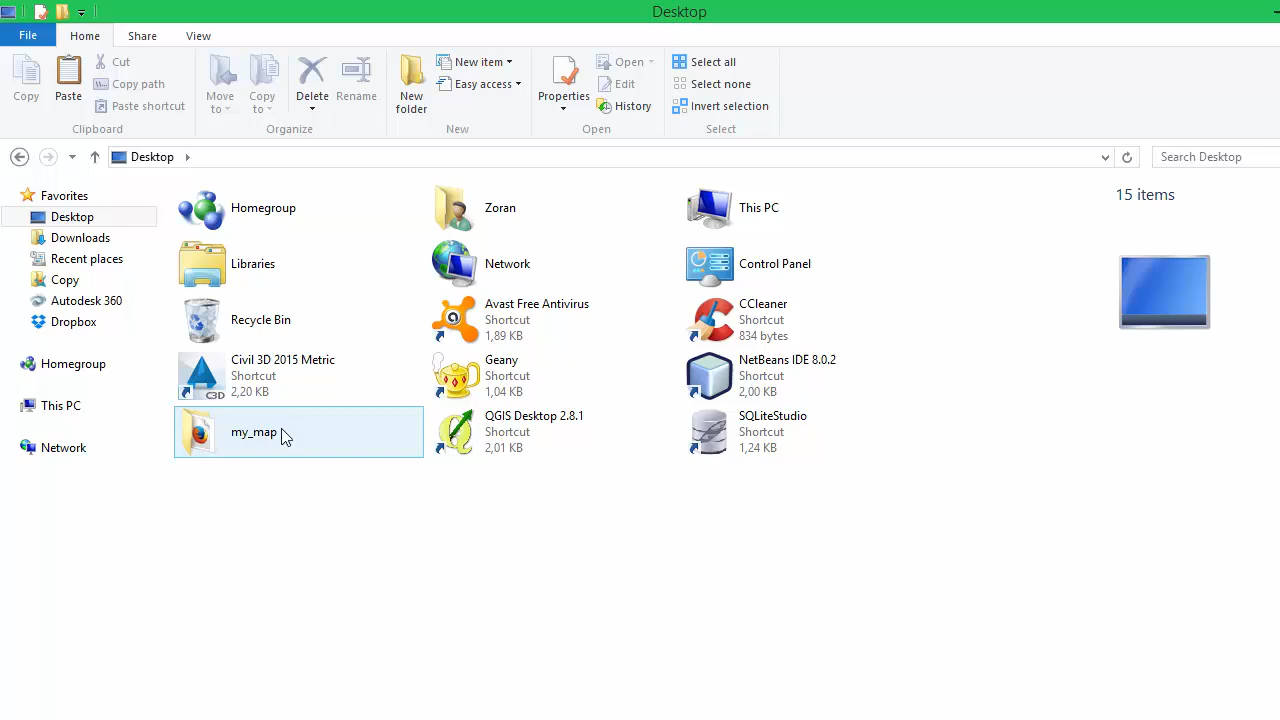 Desktop
File
Home
Share
View
Copy
Paste
Cut
Copy path
Paste shortcut
Clipboard
Move to
Copy to
Delete
Rename
Organize
New folder
New item
Easy access
New
Properties
Open
Edit
History
Open
Select all
Select none
Invert selection
Select
Desktop
Search Desktop
Favorites
Desktop
Downloads
Recent places
Copy
Autodesk 360
Dropbox
Homegroup
This PC
Network
Homegroup
Zoran
This PC
Libraries
Network
Control Panel
Recycle Bin
Avast Free Antivirus
Shortcut
1,89 KB
CCleaner
Shortcut
834 bytes
Civil 3D 2015 Metric
Shortcut
2,20 KB
C3D
Geany
Shortcut
1,04 KB
NetBeans IDE 8.0.2
Shortcut
2,00 KB
my_map
QGIS Desktop 2.8.1
Shortcut
2,01 KB
SQLiteStudio
Shortcut
1,24 KB
15 items